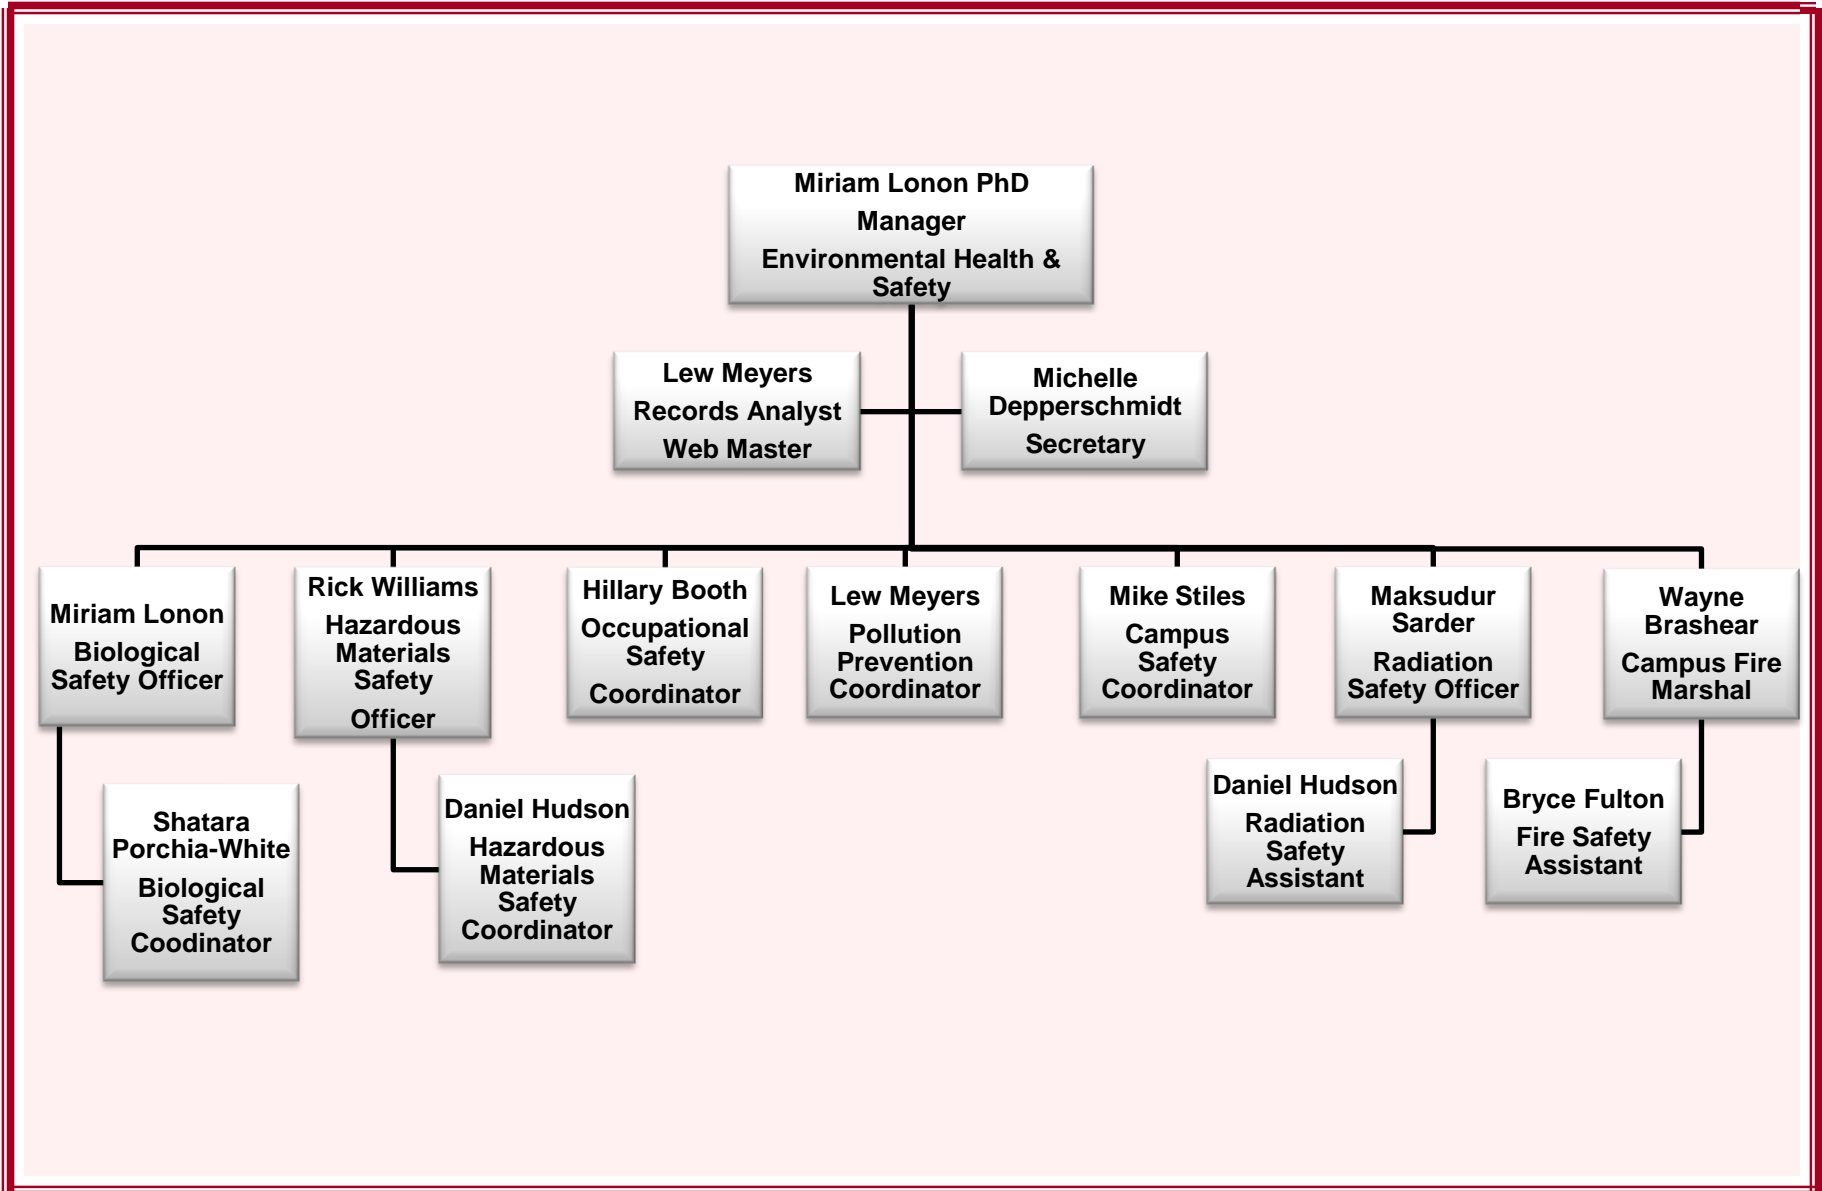 Miriam Lonon PhD
Manager
Environmental Health &
Safety
Lew Meyers
Records Analyst
Web Master
Michelle
Depperschmidt
Secretary
Miriam Lonon
Biological
Safety Officer
Rick Williams
Hazardous
Materials
Safety
Officer
Hillary Booth
Occupational
Safety
Coordinator
Lew Meyers
Pollution
Prevention
Coordinator
Mike Stiles
Campus
Safety
Coordinator
Maksudur
Sarder
Radiation
Safety Officer
Wayne
Brashear
Campus Fire
Marshal
Shatara
Porchia-White
Biological
Safety
Coodinator
Daniel Hudson
Hazardous
Materials
Safety
Coordinator
Daniel Hudson
Radiation
Safety
Assistant
Bryce Fulton
Fire Safety
Assistant